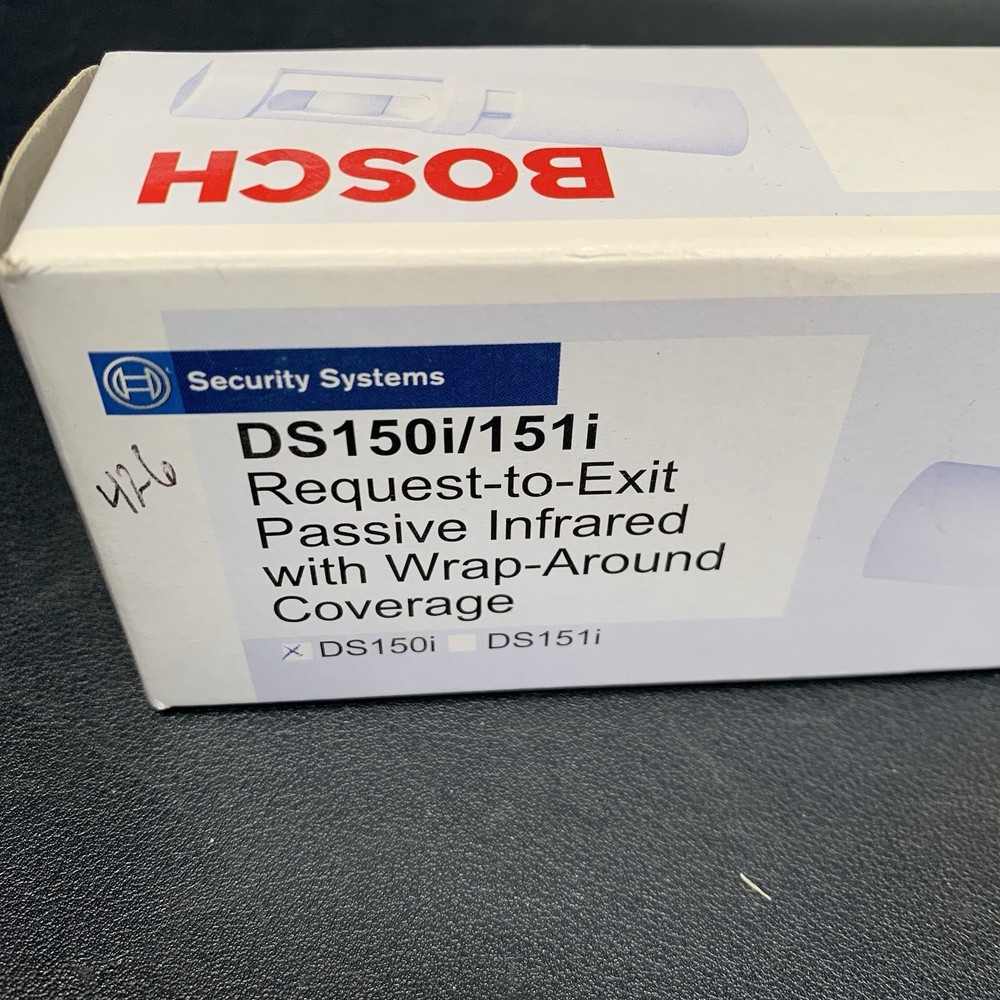 BOSCH
Security Systems
DS150i/151i
Request-to-Exit
Passive Infrared
with Wrap-Around
Coverage
☒ DS150i ☐ DS151i
426